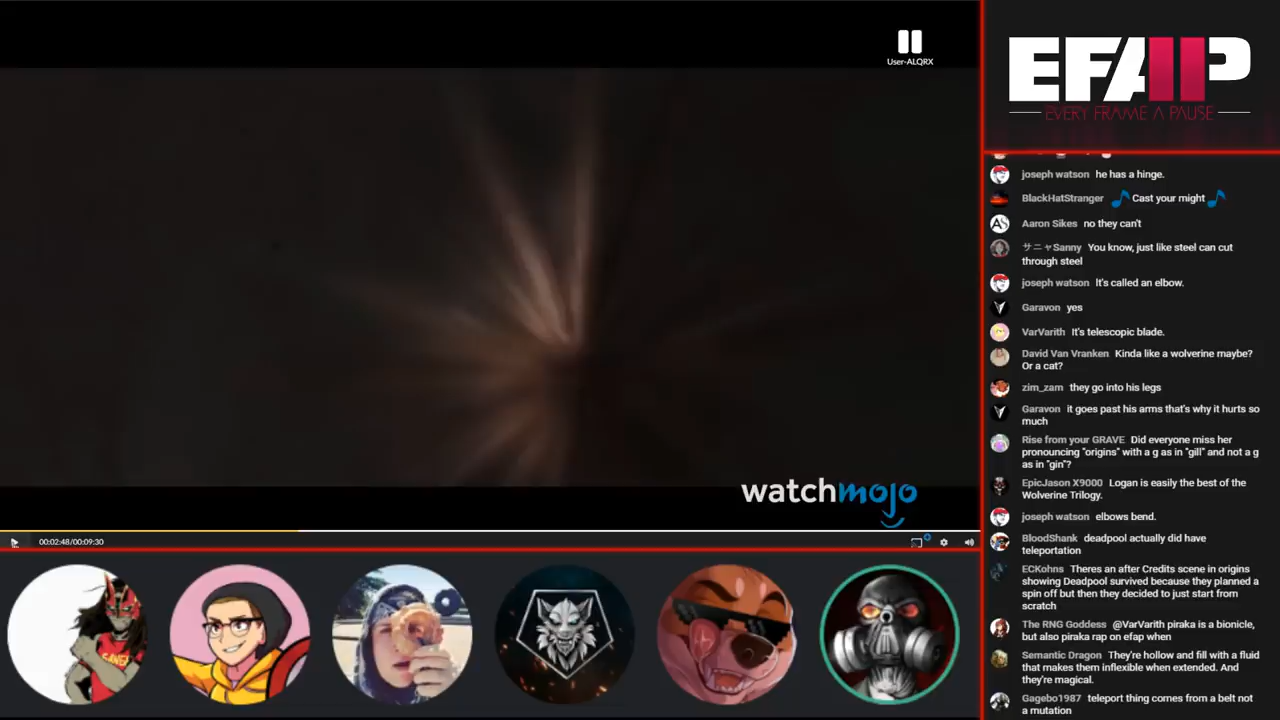 User-ALQRX
watchmojo
00:02:48/00:09:30
EFAP
EVERY FRAME A PAUSE
joseph watson he has a hinge.
BlackHatStranger 🎵 Cast your might 🎵
Aaron Sikes no they can't
サニャSanny You know, just like steel can cut
through steel
joseph watson It's called an elbow.
Garavon yes
VarVarith It's telescopic blade.
David Van Vranken Kinda like a wolverine maybe?
Or a cat?
zim_zam they go into his legs
Garavon it goes past his arms that's why it hurts so
much
Rise from your GRAVE Did everyone miss her
pronouncing "origins" with a g as in "gill" and not a g
as in "gin"?
EpicJason X9000 Logan is easily the best of the
Wolverine Trilogy.
joseph watson elbows bend.
BloodShank deadpool actually did have
teleportation
ECKohns Theres an after Credits scene in origins
showing Deadpool survived because they planned a
spin off but then they decided to just start from
scratch
The RNG Goddess @VarVarith piraka is a bionicle,
but also piraka rap on efap when
Semantic Dragon They're hollow and fill with a fluid
that makes them inflexible when extended. And
they're magical.
Gagebo1987 teleport thing comes from a belt not
a mutation